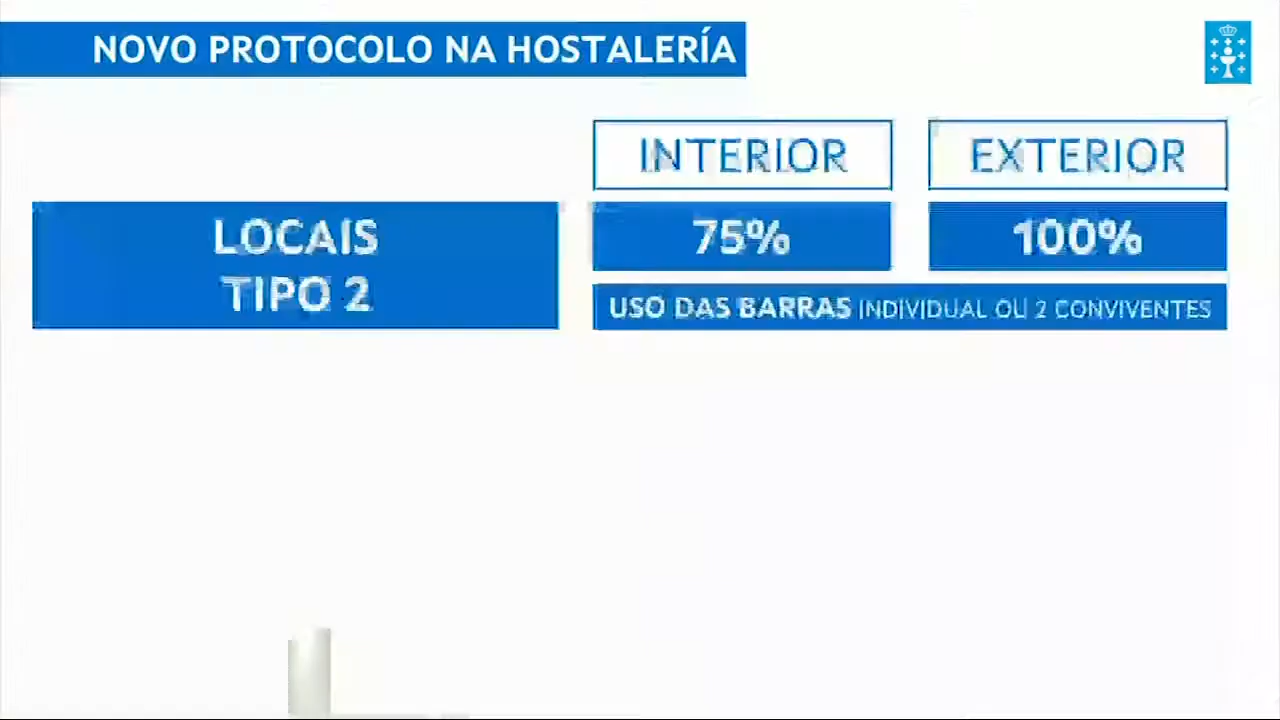 NOVO PROTOCOLO NA HOSTALERÍA
INTERIOR
EXTERIOR
LOCAIS
TIPO 2
75%
100%
USO DAS BARRAS INDIVIDUAL OU 2 CONVIVENTES